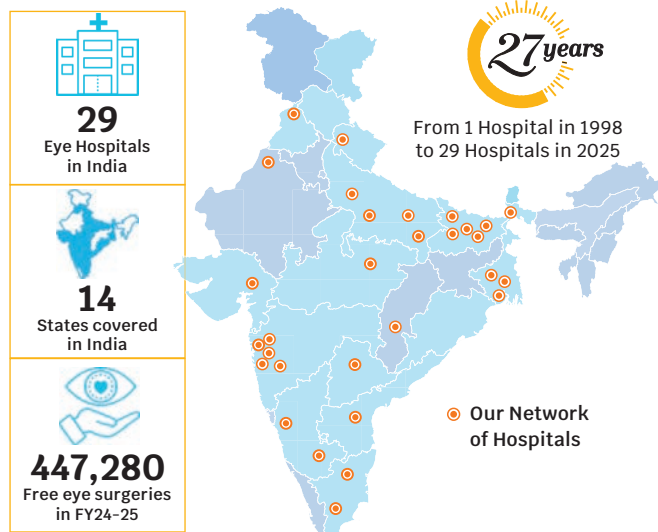 29
Eye Hospitals
in India
14
States covered
in India
447,280
Free eye surgeries
in FY24-25
27 years
From 1 Hospital in 1998
to 29 Hospitals in 2025
Our Network
of Hospitals